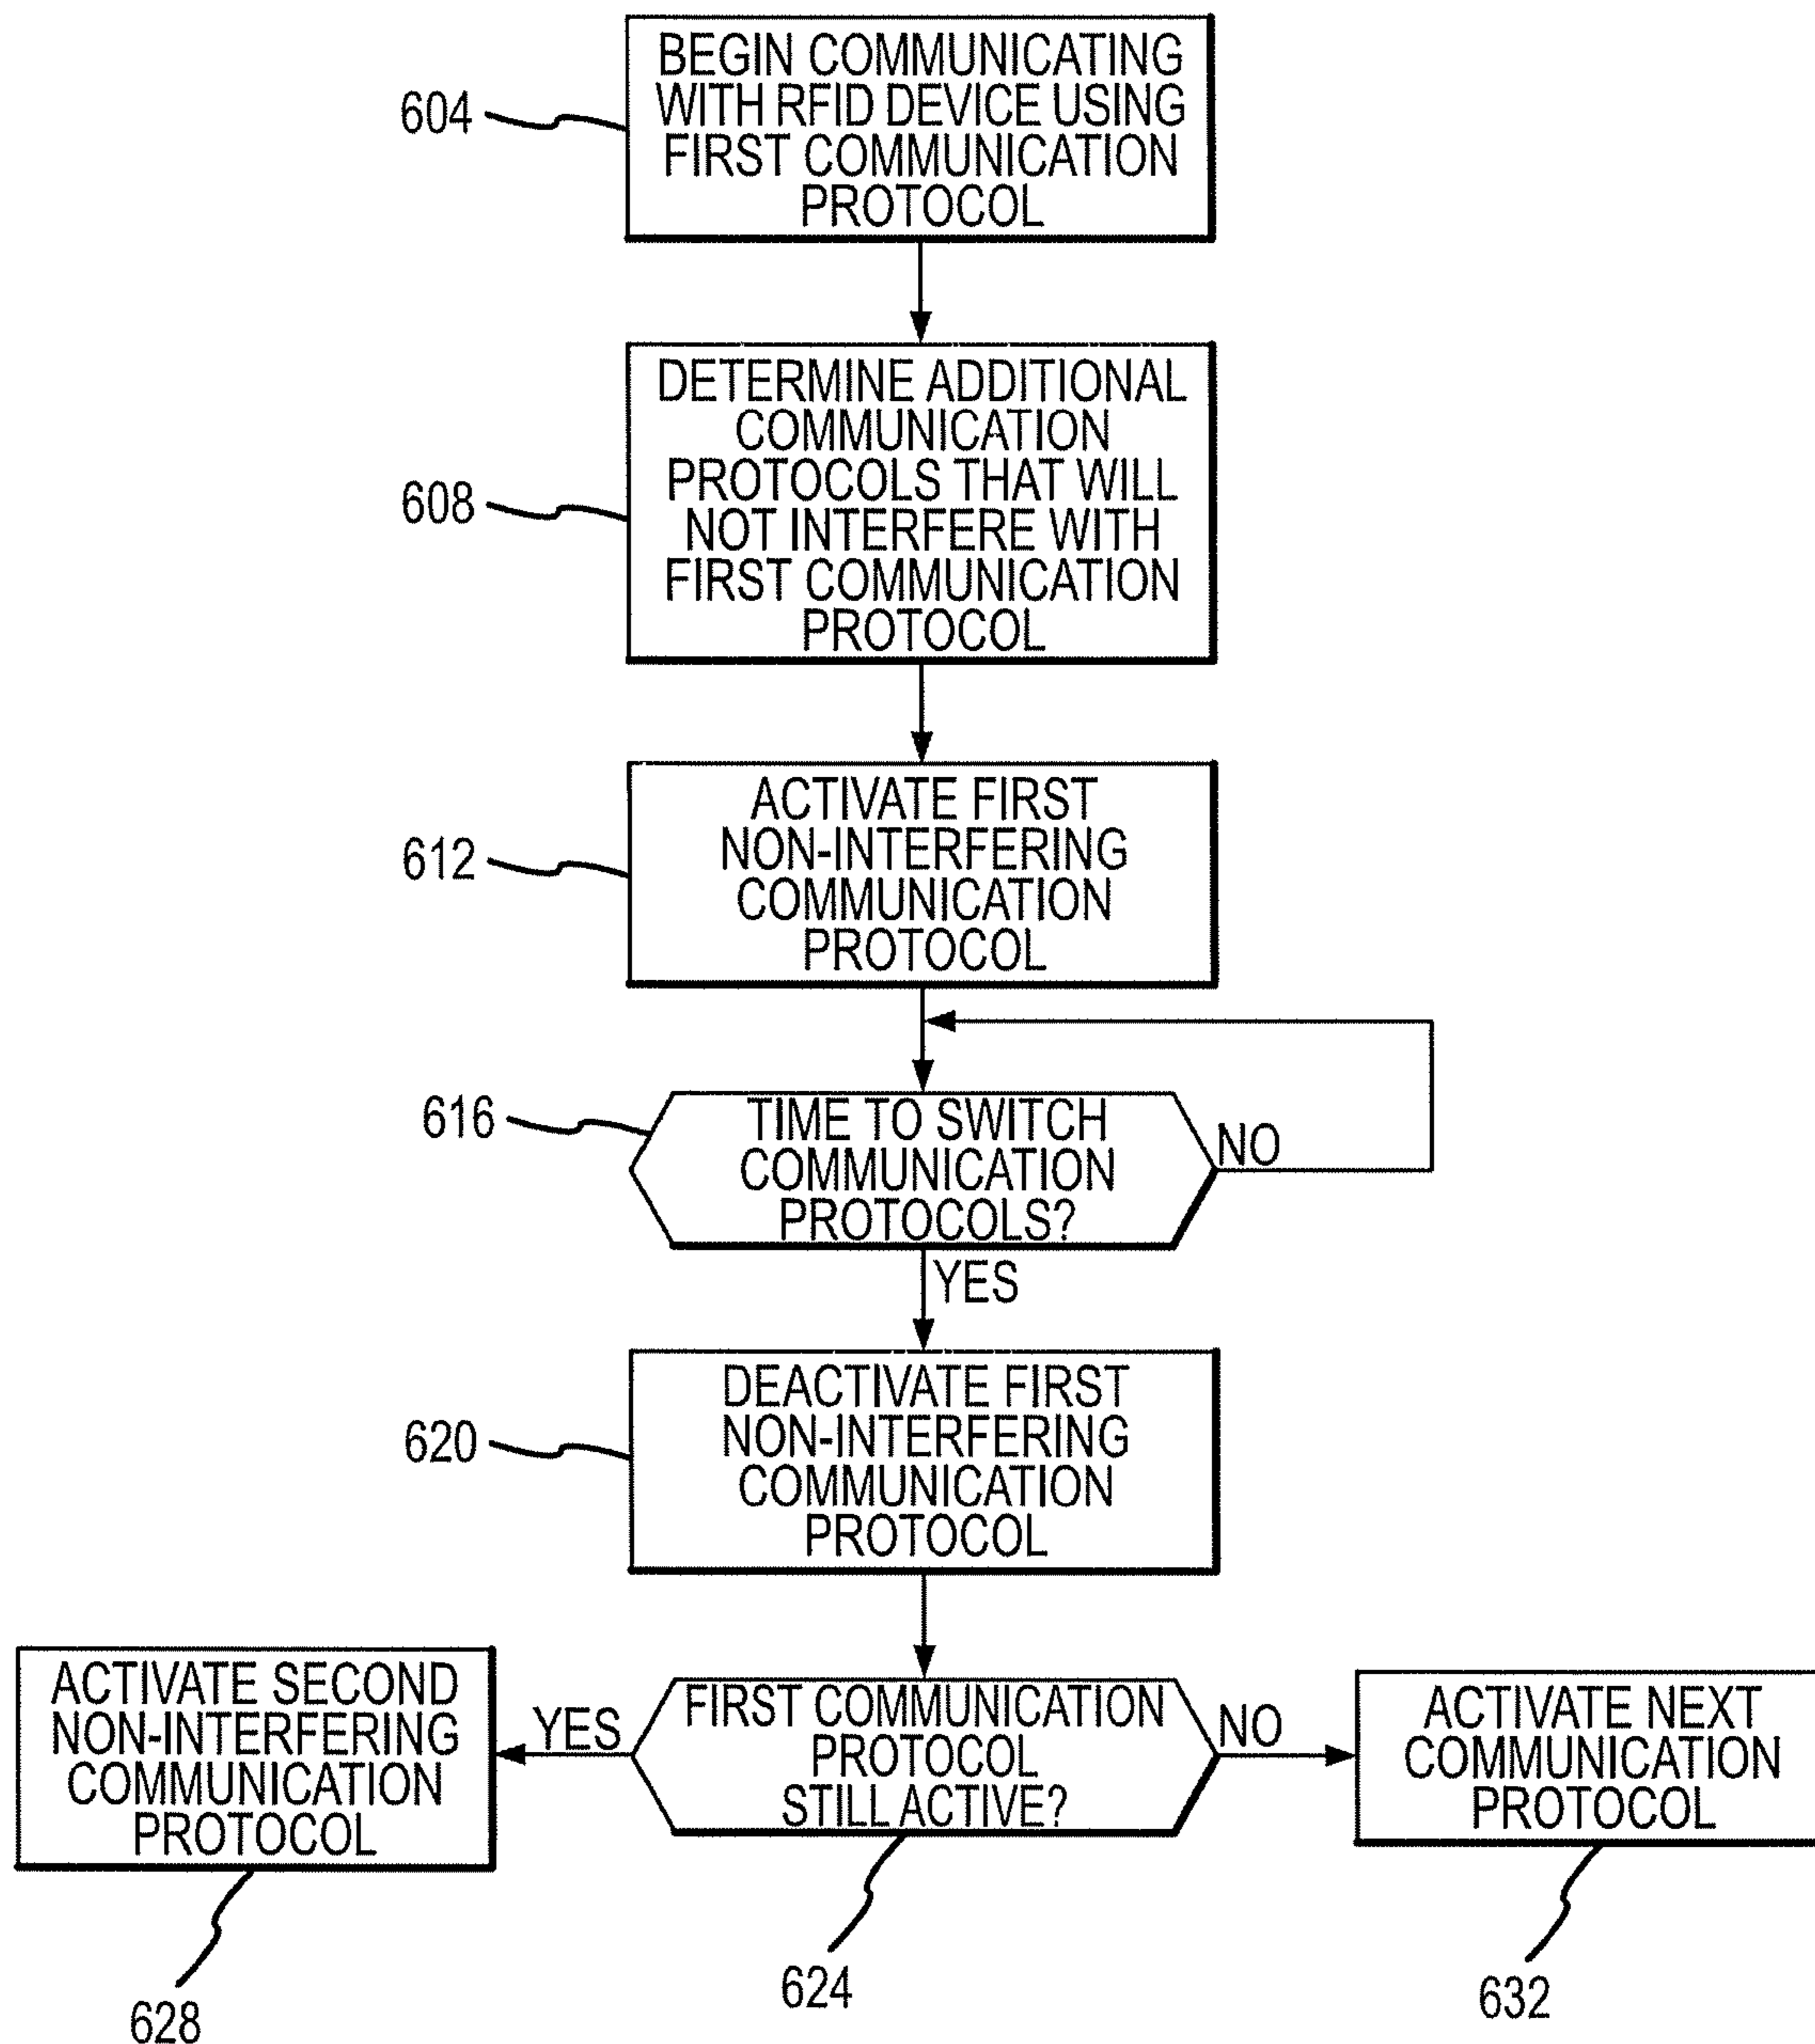 BEGIN COMMUNICATING
WITH RFID DEVICE USING
FIRST COMMUNICATION
PROTOCOL
604
DETERMINE ADDITIONAL
COMMUNICATION
PROTOCOLS THAT WILL
NOT INTERFERE WITH
FIRST COMMUNICATION
PROTOCOL
608
ACTIVATE FIRST
NON-INTERFERING
COMMUNICATION
PROTOCOL
612
TIME TO SWITCH
COMMUNICATION
PROTOCOLS?
616
NO
YES
DEACTIVATE FIRST
NON-INTERFERING
COMMUNICATION
PROTOCOL
620
ACTIVATE SECOND
NON-INTERFERING
COMMUNICATION
PROTOCOL
YES
FIRST COMMUNICATION
PROTOCOL
STILL ACTIVE?
NO
ACTIVATE NEXT
COMMUNICATION
PROTOCOL
628
624
632